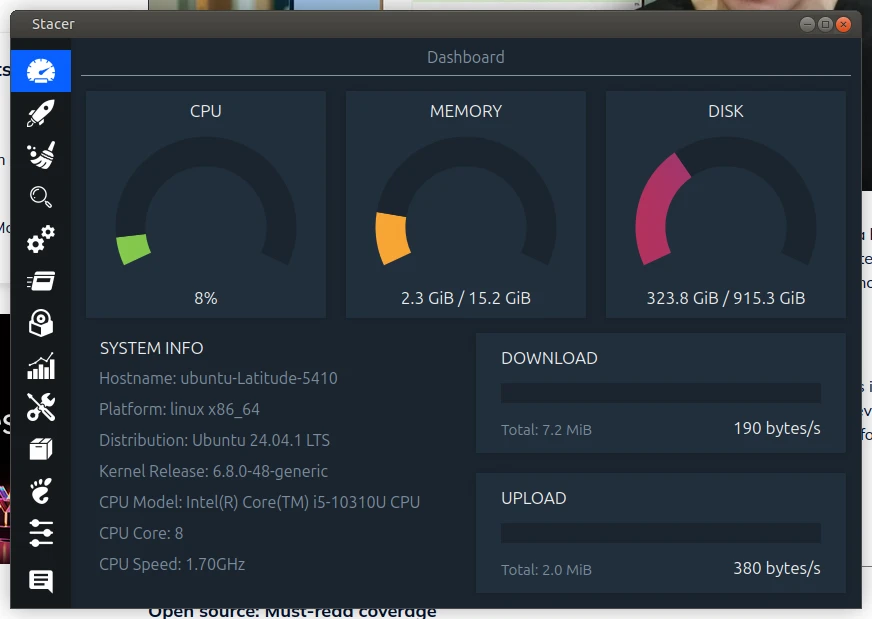 Stacer
Dashboard
CPU
8%
MEMORY
2.3 GiB / 15.2 GiB
DISK
323.8 GiB / 915.3 GiB
SYSTEM INFO
Hostname: ubuntu-Latitude-5410
Platform: linux x86_64
Distribution: Ubuntu 24.04.1 LTS
Kernel Release: 6.8.0-48-generic
CPU Model: Intel(R) Core(TM) i5-10310U CPU
CPU Core: 8
CPU Speed: 1.70GHz
DOWNLOAD
Total: 7.2 MiB
190 bytes/s
UPLOAD
Total: 2.0 MiB
380 bytes/s
Open source: Must-read coverage